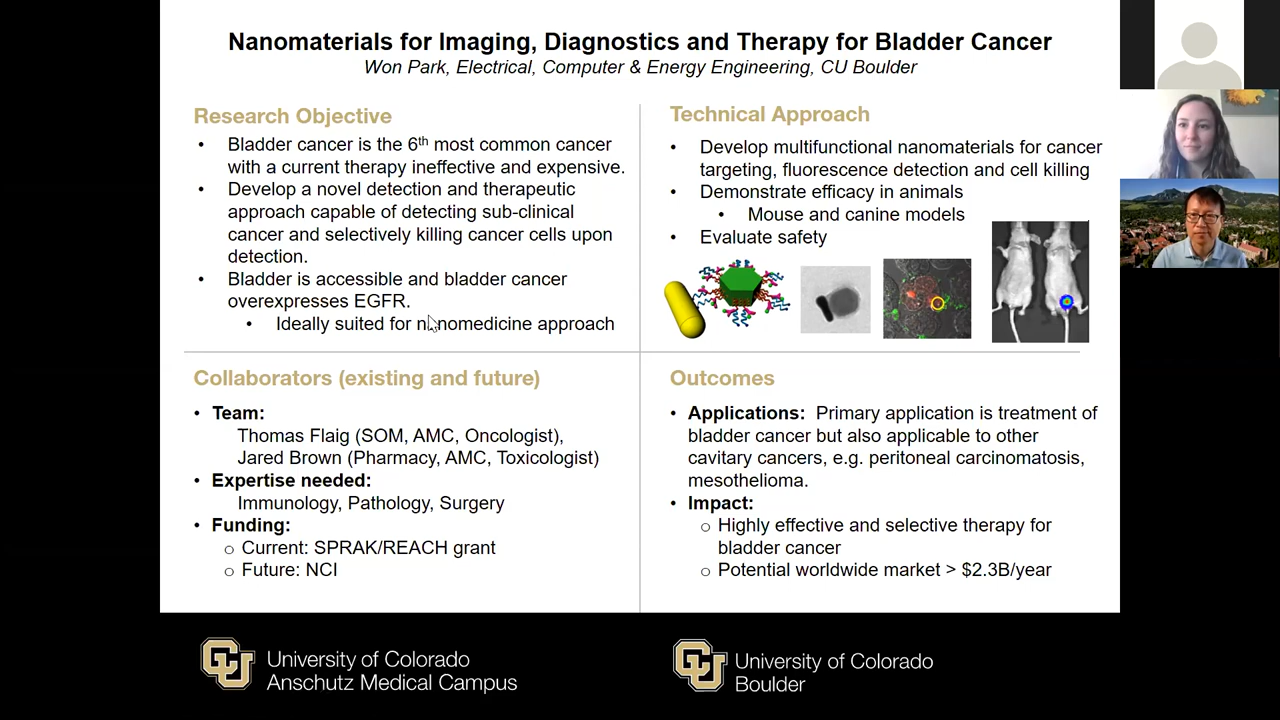 Nanomaterials for Imaging, Diagnostics and Therapy for Bladder Cancer
Won Park, Electrical, Computer & Energy Engineering, CU Boulder
Research Objective
• Bladder cancer is the 6th most common cancer
with a current therapy ineffective and expensive.
• Develop a novel detection and therapeutic
approach capable of detecting sub-clinical
cancer and selectively killing cancer cells upon
detection.
• Bladder is accessible and bladder cancer
overexpresses EGFR.
• Ideally suited for nanomedicine approach
Technical Approach
• Develop multifunctional nanomaterials for cancer
targeting, fluorescence detection and cell killing
• Demonstrate efficacy in animals
• Mouse and canine models
• Evaluate safety
Collaborators (existing and future)
• Team:
Thomas Flaig (SOM, AMC, Oncologist),
Jared Brown (Pharmacy, AMC, Toxicologist)
• Expertise needed:
Immunology, Pathology, Surgery
• Funding:
o Current: SPRAK/REACH grant
o Future: NCI
Outcomes
• Applications: Primary application is treatment of
bladder cancer but also applicable to other
cavitary cancers, e.g. peritoneal carcinomatosis,
mesothelioma.
• Impact:
o Highly effective and selective therapy for
bladder cancer
o Potential worldwide market > $2.3B/year
CU
University of Colorado
Anschutz Medical Campus
CU
University of Colorado
Boulder